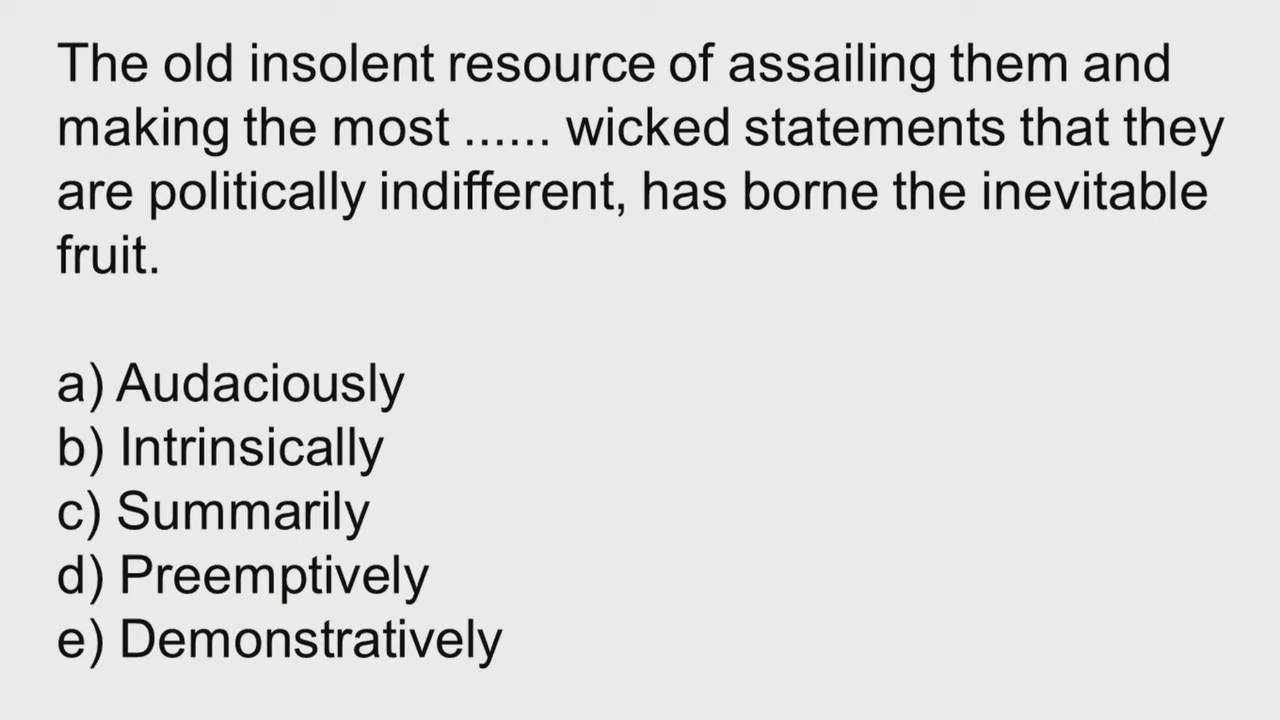 The old insolent resource of assailing them and
making the most ...... wicked statements that they
are politically indifferent, has borne the inevitable
fruit.
a) Audaciously
b) Intrinsically
c) Summarily
d) Preemptively
e) Demonstratively